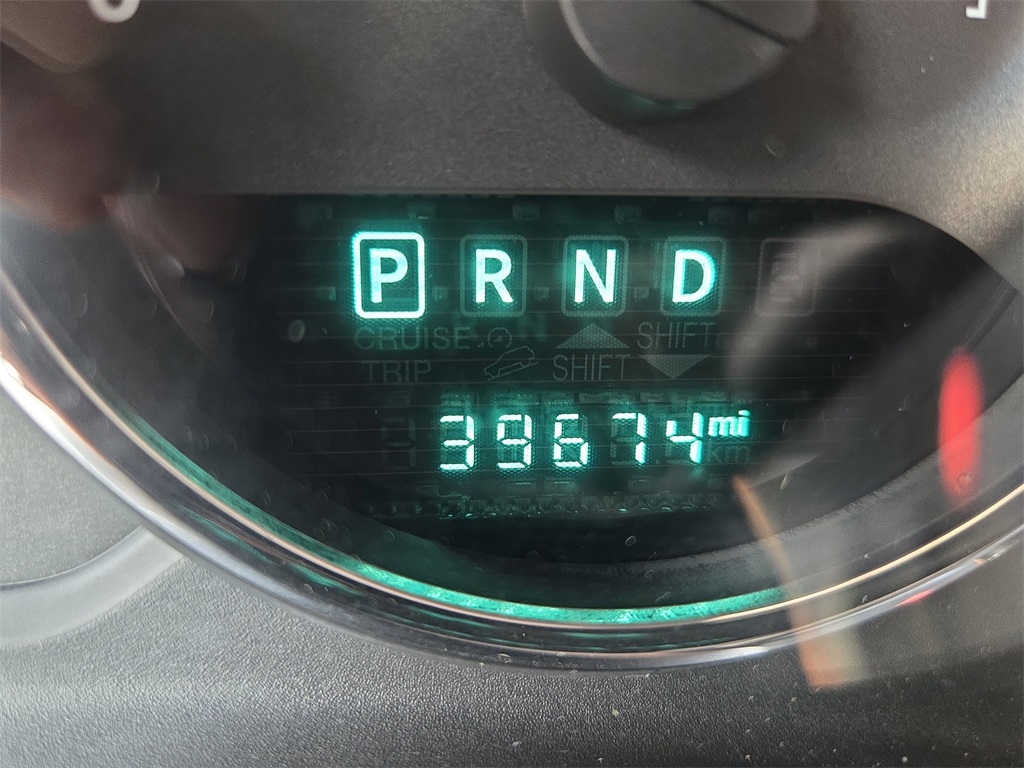 P R N D
CRUISE SHIFT
TRIP SHIFT
39674 mi
km